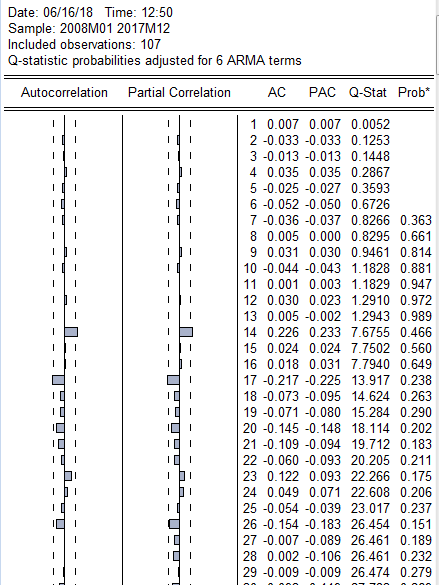 Date: 06/16/18 Time: 12:50
Sample: 2008M01 2017M12
Included observations: 107
Q-statistic probabilities adjusted for 6 ARMA terms
Autocorrelation Partial Correlation AC PAC Q-Stat Prob*
1 0.007 0.007 0.0052
2 -0.033 -0.033 0.1253
3 -0.013 -0.013 0.1448
4 0.035 0.035 0.2867
5 -0.025 -0.027 0.3593
6 -0.052 -0.050 0.6726
7 -0.036 -0.037 0.8266 0.363
8 0.005 0.000 0.8295 0.661
9 0.031 0.030 0.9461 0.814
10 -0.044 -0.043 1.1828 0.881
11 0.001 0.003 1.1829 0.947
12 0.030 0.023 1.2910 0.972
13 0.005 -0.002 1.2943 0.989
14 0.226 0.233 7.6755 0.466
15 0.024 0.024 7.7502 0.560
16 0.018 0.031 7.7940 0.649
17 -0.217 -0.225 13.917 0.238
18 -0.073 -0.095 14.624 0.263
19 -0.071 -0.080 15.284 0.290
20 -0.145 -0.148 18.114 0.202
21 -0.109 -0.094 19.712 0.183
22 -0.060 -0.093 20.205 0.211
23 0.122 0.093 22.266 0.175
24 0.049 0.071 22.608 0.206
25 -0.054 -0.039 23.017 0.237
26 -0.154 -0.183 26.454 0.151
27 -0.007 -0.089 26.461 0.189
28 0.002 -0.106 26.461 0.232
29 -0.009 -0.009 26.474 0.279